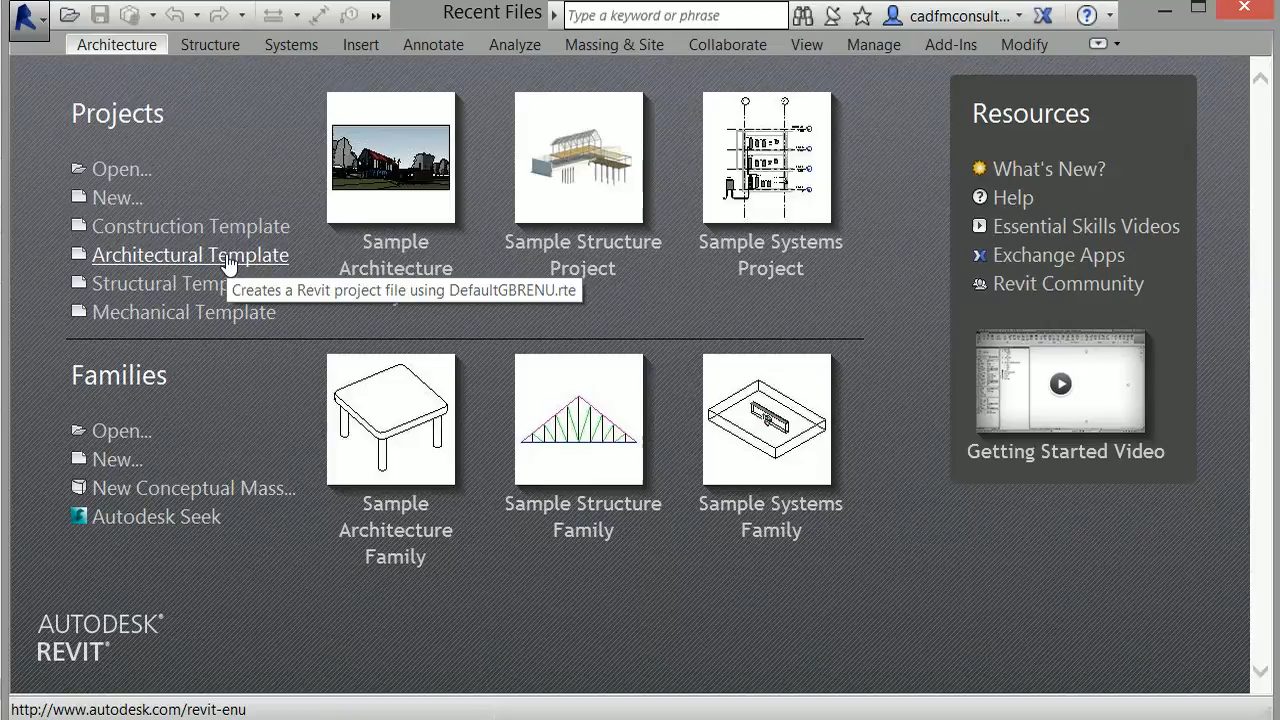 Recent Files
Type a keyword or phrase
cadfmconsult...
Architecture
Structure
Systems
Insert
Annotate
Analyze
Massing & Site
Collaborate
View
Manage
Add-Ins
Modify
Projects
Open...
New...
Construction Template
Architectural Template
Structural Temp
Mechanical Template
Creates a Revit project file using DefaultGBRENU.rte
Sample
Architecture
Sample Structure
Project
Sample Systems
Project
Families
Open...
New...
New Conceptual Mass...
Autodesk Seek
Sample
Architecture
Family
Sample Structure
Family
Sample Systems
Family
Resources
What's New?
Help
Essential Skills Videos
Exchange Apps
Revit Community
Getting Started Video
AUTODESK®
REVIT®
http://www.autodesk.com/revit-enu